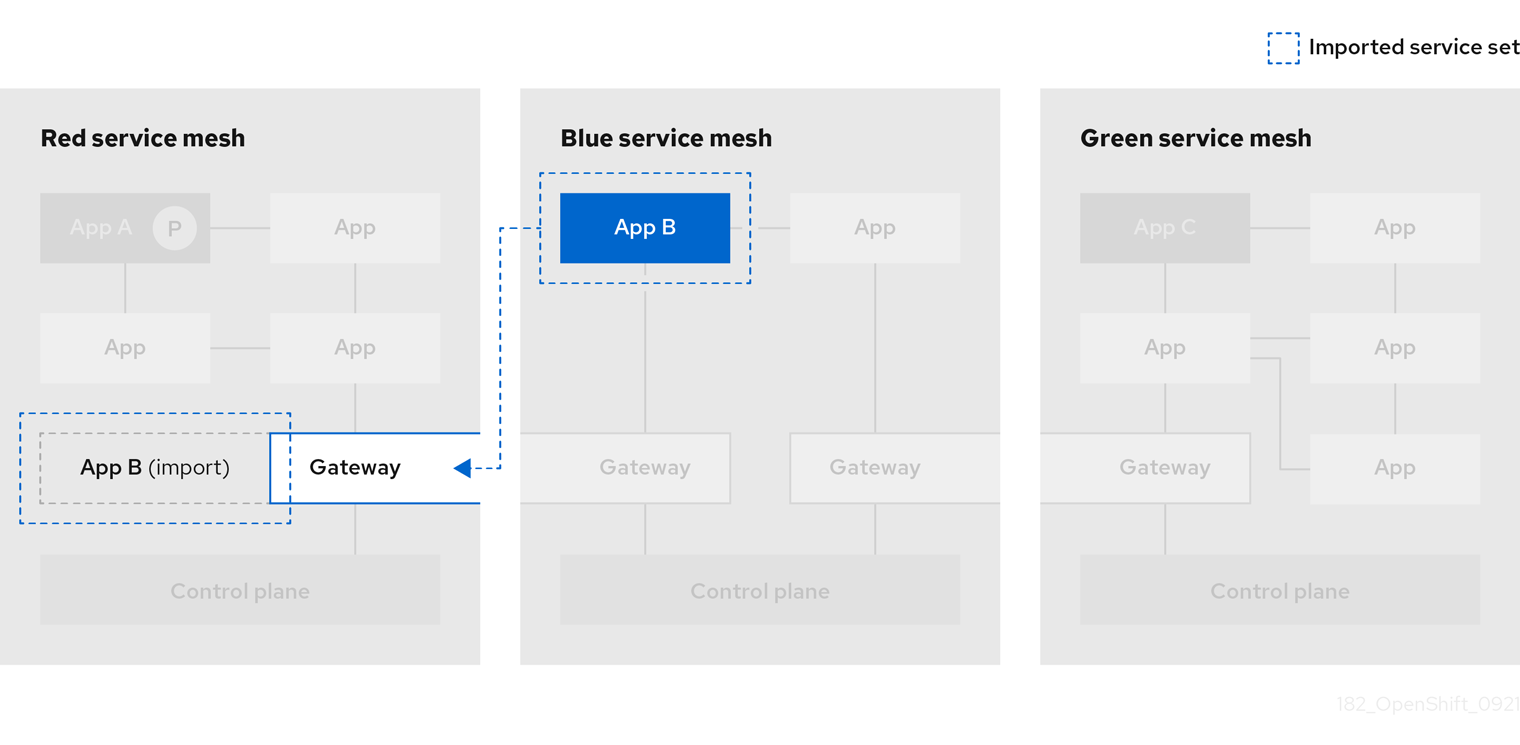 Imported service set
Red service mesh
Blue service mesh
Green service mesh
App A P
App
App B
App
App C
App
App
App
App
App
App B (import)
Gateway
Gateway
Gateway
Gateway
App
Control plane
Control plane
Control plane
182_OpenShift_0921